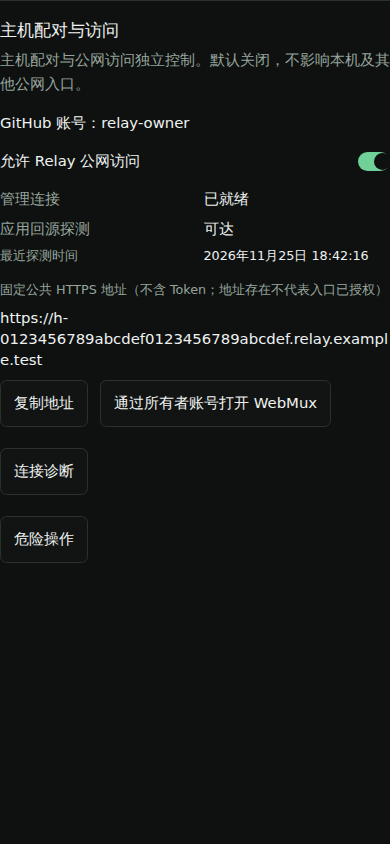 主机配对与访问
主机配对与公网访问独立控制。默认关闭，不影响本机及其
他公网入口。
GitHub 账号：relay-owner
允许 Relay 公网访问
管理连接 已就绪
应用回源探测 可达
最近探测时间 2026年11月25日 18:42:16
固定公共 HTTPS 地址（不含 Token；地址存在不代表入口已授权）
https://h-
0123456789abcdef0123456789abcdef.relay.exampl
e.test
复制地址 通过所有者账号打开 WebMux
连接诊断
危险操作